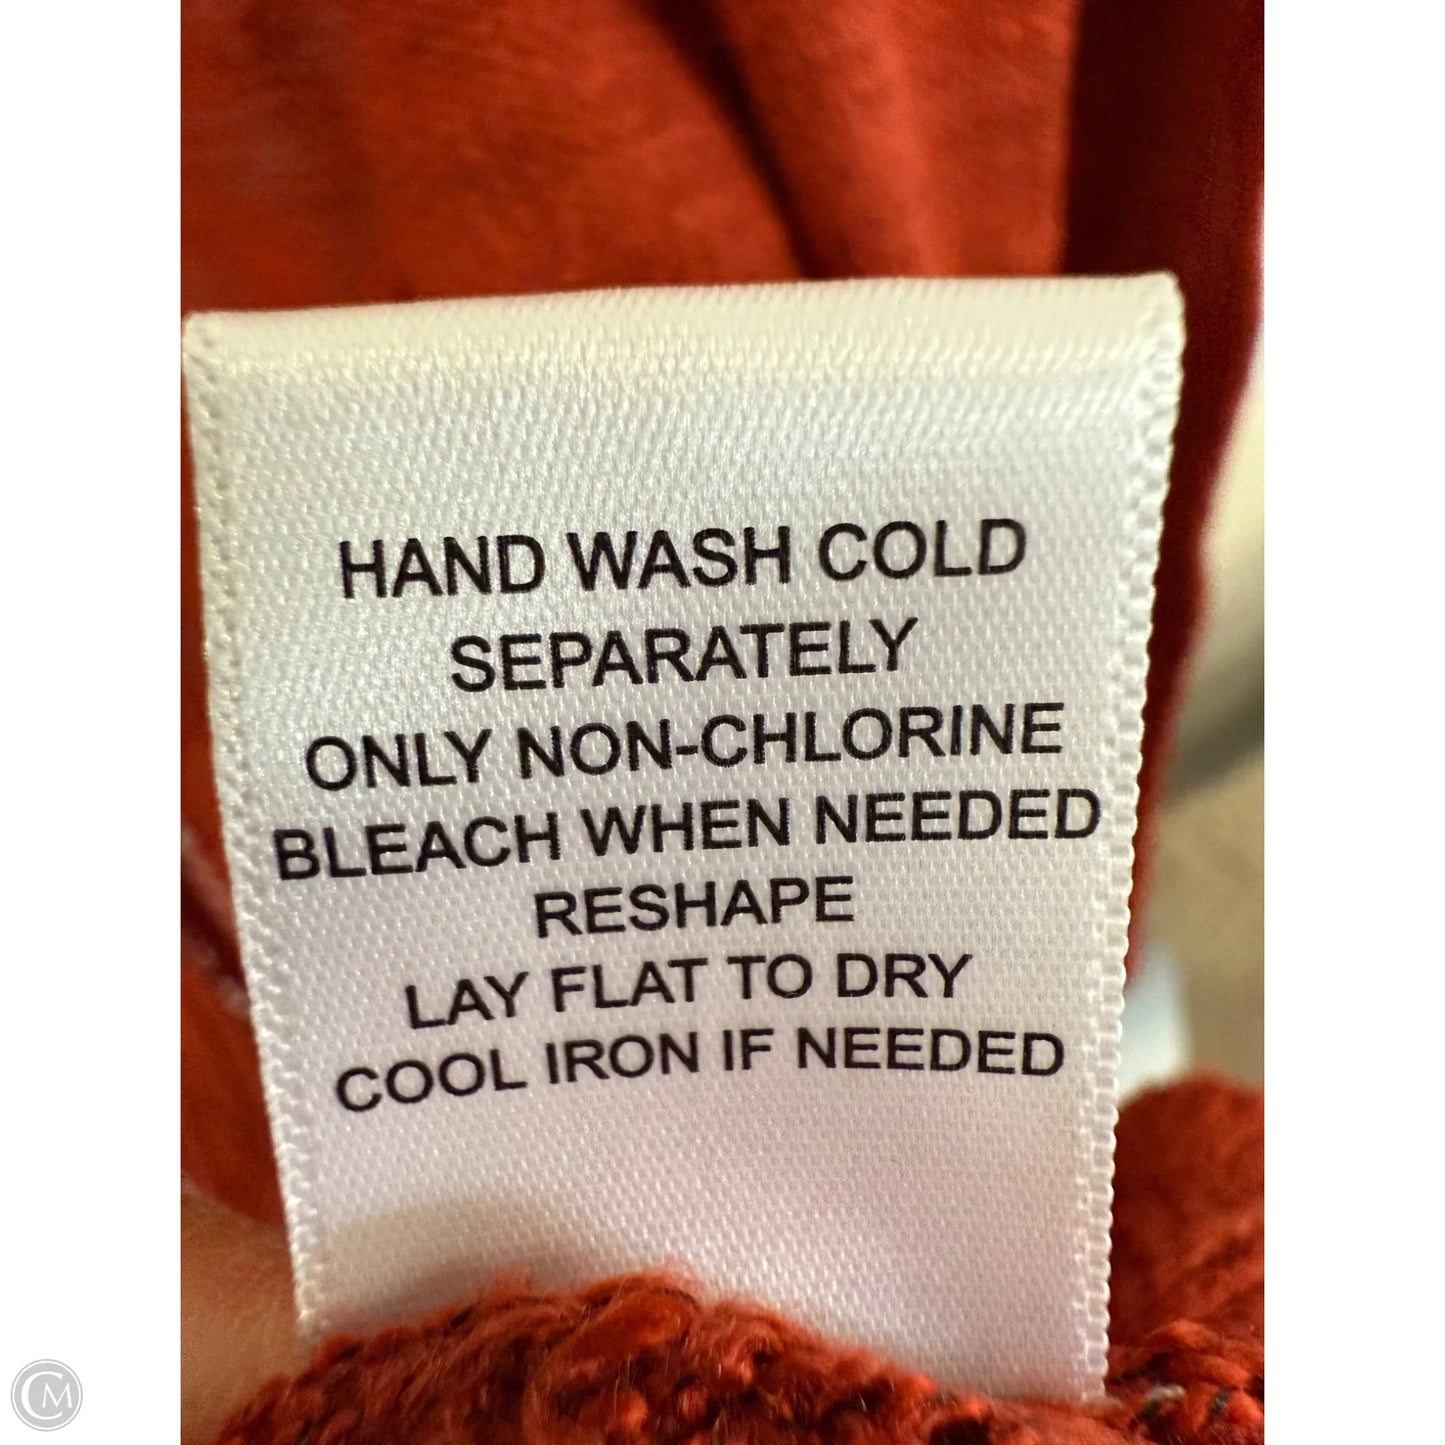 HAND WASH COLD
SEPARATELY
ONLY NON-CHLORINE
BLEACH WHEN NEEDED
RESHAPE
LAY FLAT TO DRY
COOL IRON IF NEEDED
CM